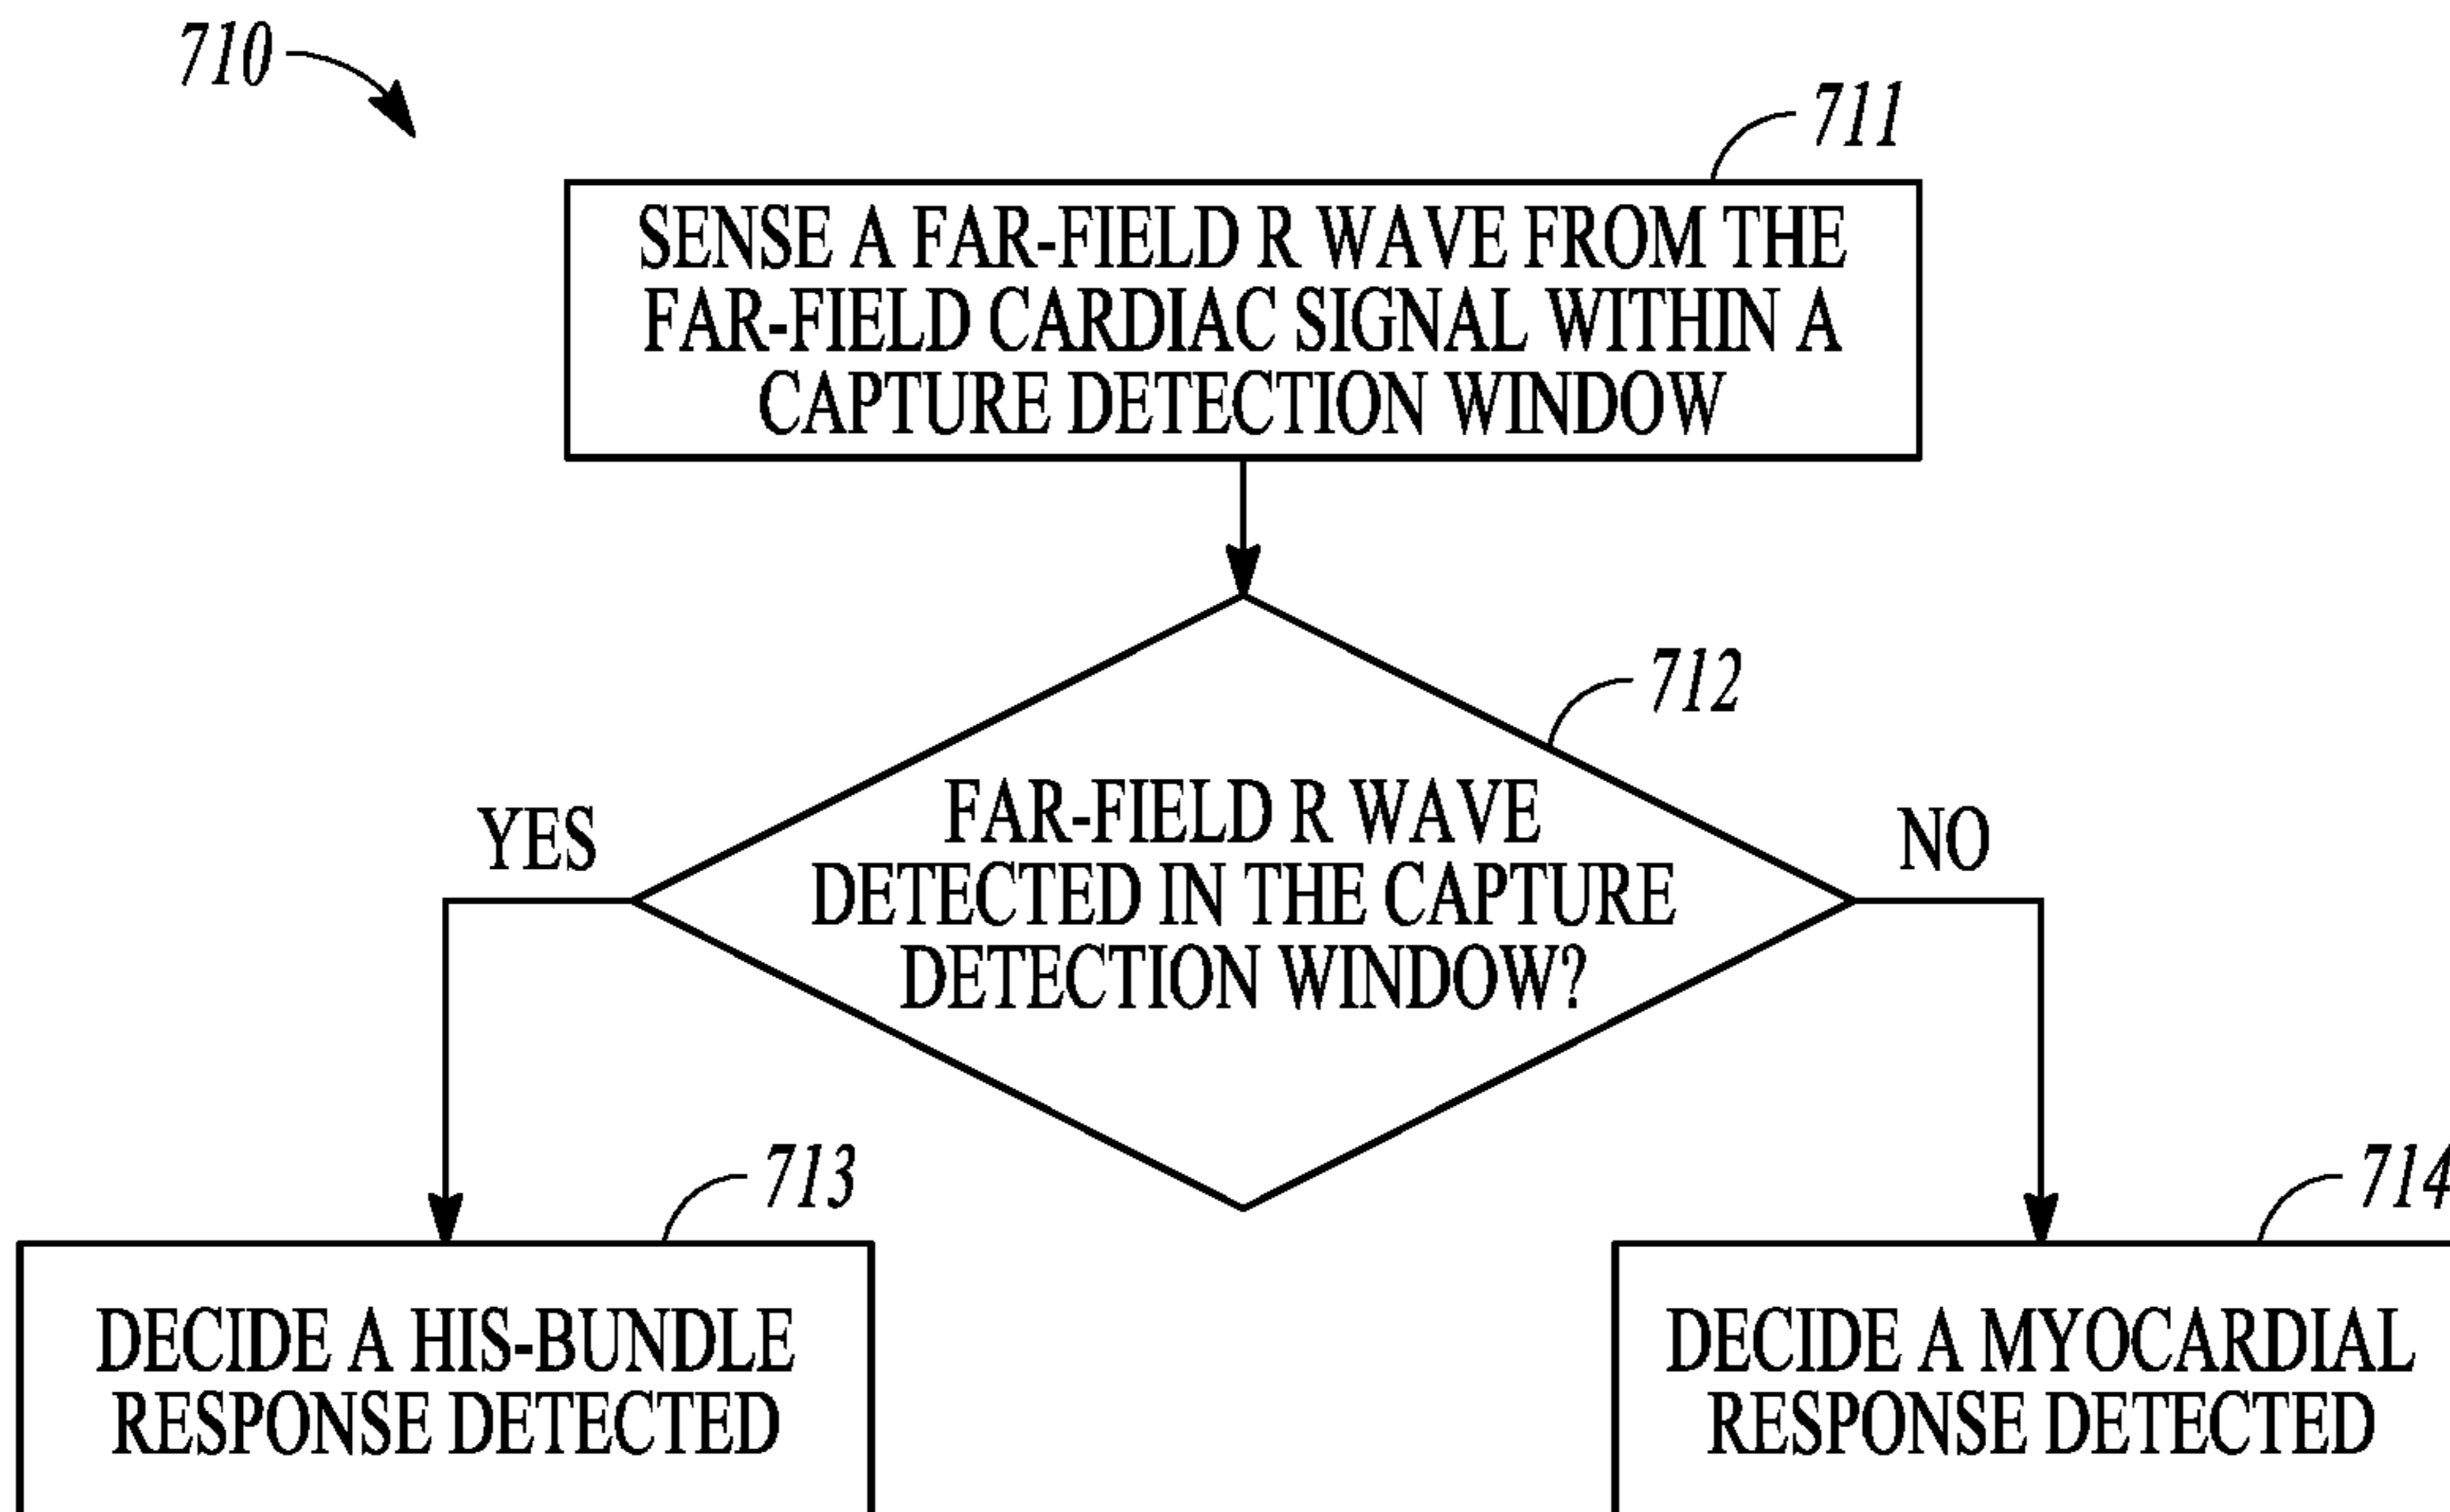 710
711
SENSE A FAR-FIELD R WAVE FROM THE
FAR-FIELD CARDIAC SIGNAL WITHIN A
CAPTURE DETECTION WINDOW
712
FAR-FIELD R WAVE
DETECTED IN THE CAPTURE
DETECTION WINDOW?
YES
NO
713
DECIDE A HIS-BUNDLE
RESPONSE DETECTED
714
DECIDE A MYOCARDIAL
RESPONSE DETECTED